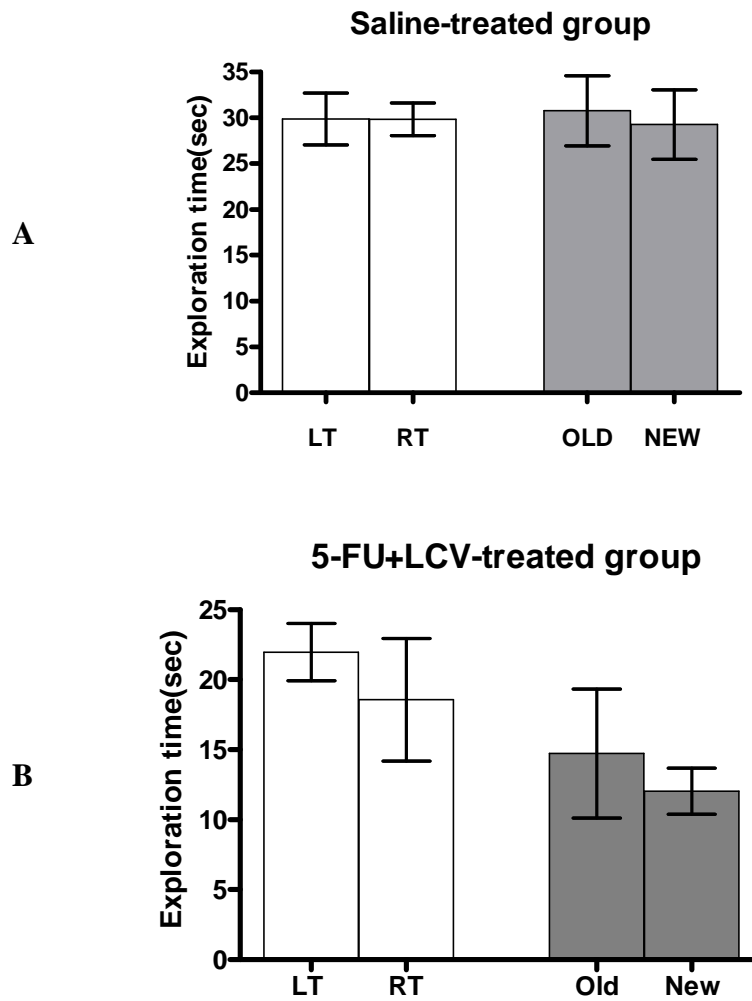 Saline-treated group
A
Exploration time(sec)
35
30
25
20
15
10
5
0
LT RT OLD NEW
5-FU+LCV-treated group
B
Exploration time(sec)
25
20
15
10
5
0
LT RT Old New